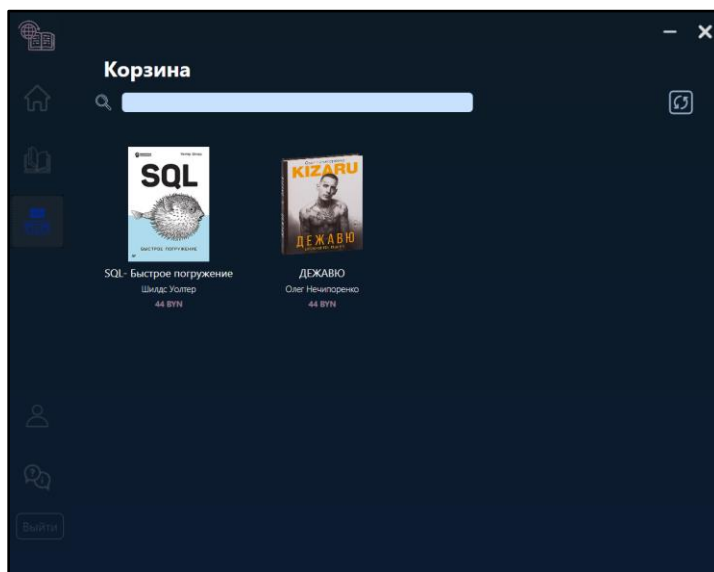 Корзина
SQL
БЫСТРОЕ ПОГРУЖЕНИЕ
KIZARU
ДЕЖАВЮ
SQL- Быстрое погружение
Шилдс Уолтер
44 BYN
ДЕЖАВЮ
Олег Нечипоренко
44 BYN
Выйти